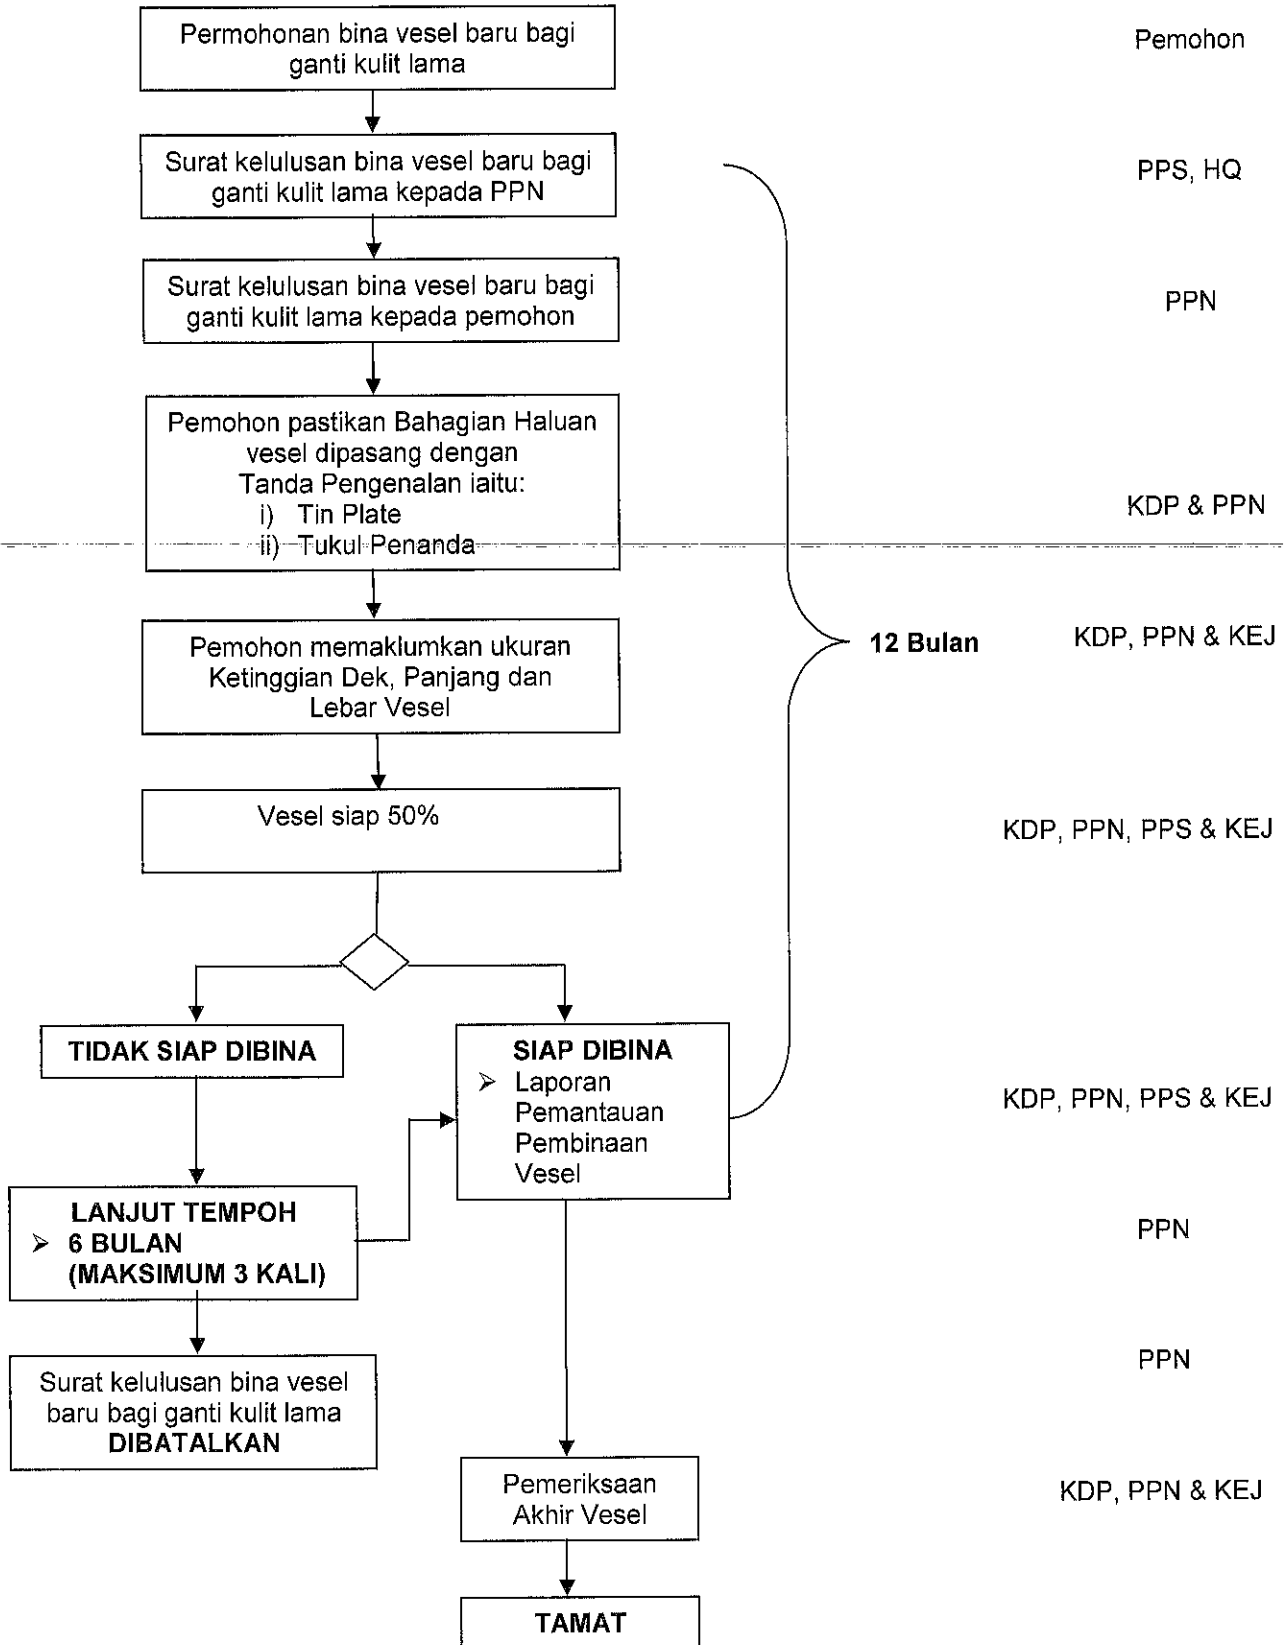 Permohonan bina vesel baru bagi
ganti kulit lama
Pemohon
Surat kelulusan bina vesel baru bagi
ganti kulit lama kepada PPN
PPS, HQ
Surat kelulusan bina vesel baru bagi
ganti kulit lama kepada pemohon
PPN
Pemohon pastikan Bahagian Haluan
vesel dipasang dengan
Tanda Pengenalan iaitu:
i) Tin Plate
ii) Tukul Penanda
KDP & PPN
Pemohon memaklumkan ukuran
Ketinggian Dek, Panjang dan
Lebar Vesel
12 Bulan
KDP, PPN & KEJ
Vesel siap 50%
KDP, PPN, PPS & KEJ
TIDAK SIAP DIBINA
SIAP DIBINA
➢ Laporan
Pemantauan
Pembinaan
Vesel
KDP, PPN, PPS & KEJ
LANJUT TEMPOH
➢ 6 BULAN
(MAKSIMUM 3 KALI)
PPN
Surat kelulusan bina vesel
baru bagi ganti kulit lama
DIBATALKAN
PPN
Pemeriksaan
Akhir Vesel
KDP, PPN & KEJ
TAMAT